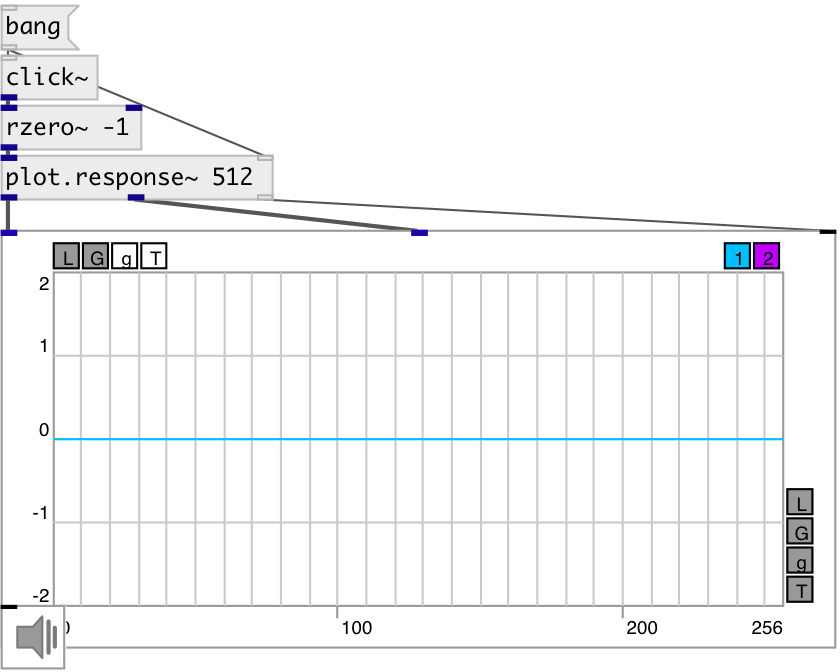 bang
click~
rzero~ -1
plot.response~ 512
L G g T 1 2
2
1
0
-1
-2
L
G
g
T
100 200 256